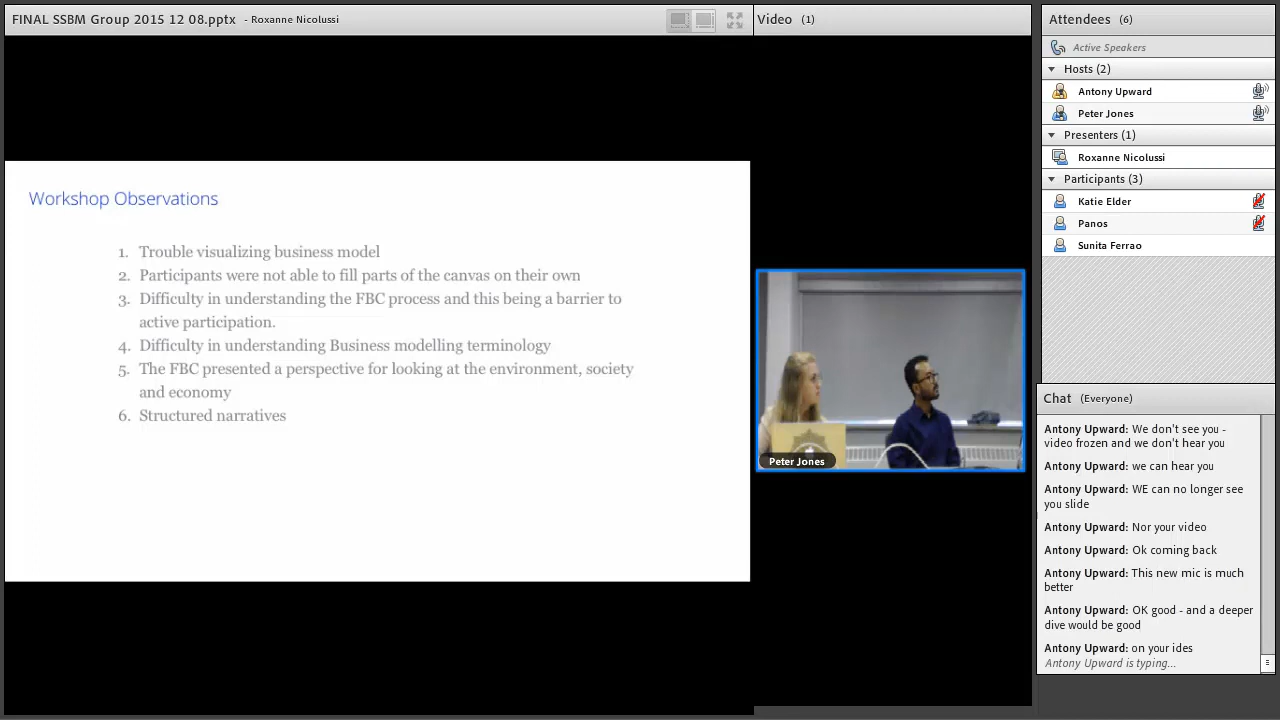 FINAL SSBM Group 2015 12 08.pptx - Roxanne Nicolussi
Workshop Observations
1. Trouble visualizing business model
2. Participants were not able to fill parts of the canvas on their own
3. Difficulty in understanding the FBC process and this being a barrier to
active participation.
4. Difficulty in understanding Business modelling terminology
5. The FBC presented a perspective for looking at the environment, society
and economy
6. Structured narratives
Video (1)
Peter Jones
Attendees (6)
Active Speakers
Hosts (2)
Antony Upward
Peter Jones
Presenters (1)
Roxanne Nicolussi
Participants (3)
Katie Elder
Panos
Sunita Ferrao
Chat (Everyone)
Antony Upward: We don't see you -
video frozen and we don't hear you
Antony Upward: we can hear you
Antony Upward: WE can no longer see
you slide
Antony Upward: Nor your video
Antony Upward: Ok coming back
Antony Upward: This new mic is much
better
Antony Upward: OK good - and a deeper
dive would be good
Antony Upward: on your ides
Antony Upward is typing...